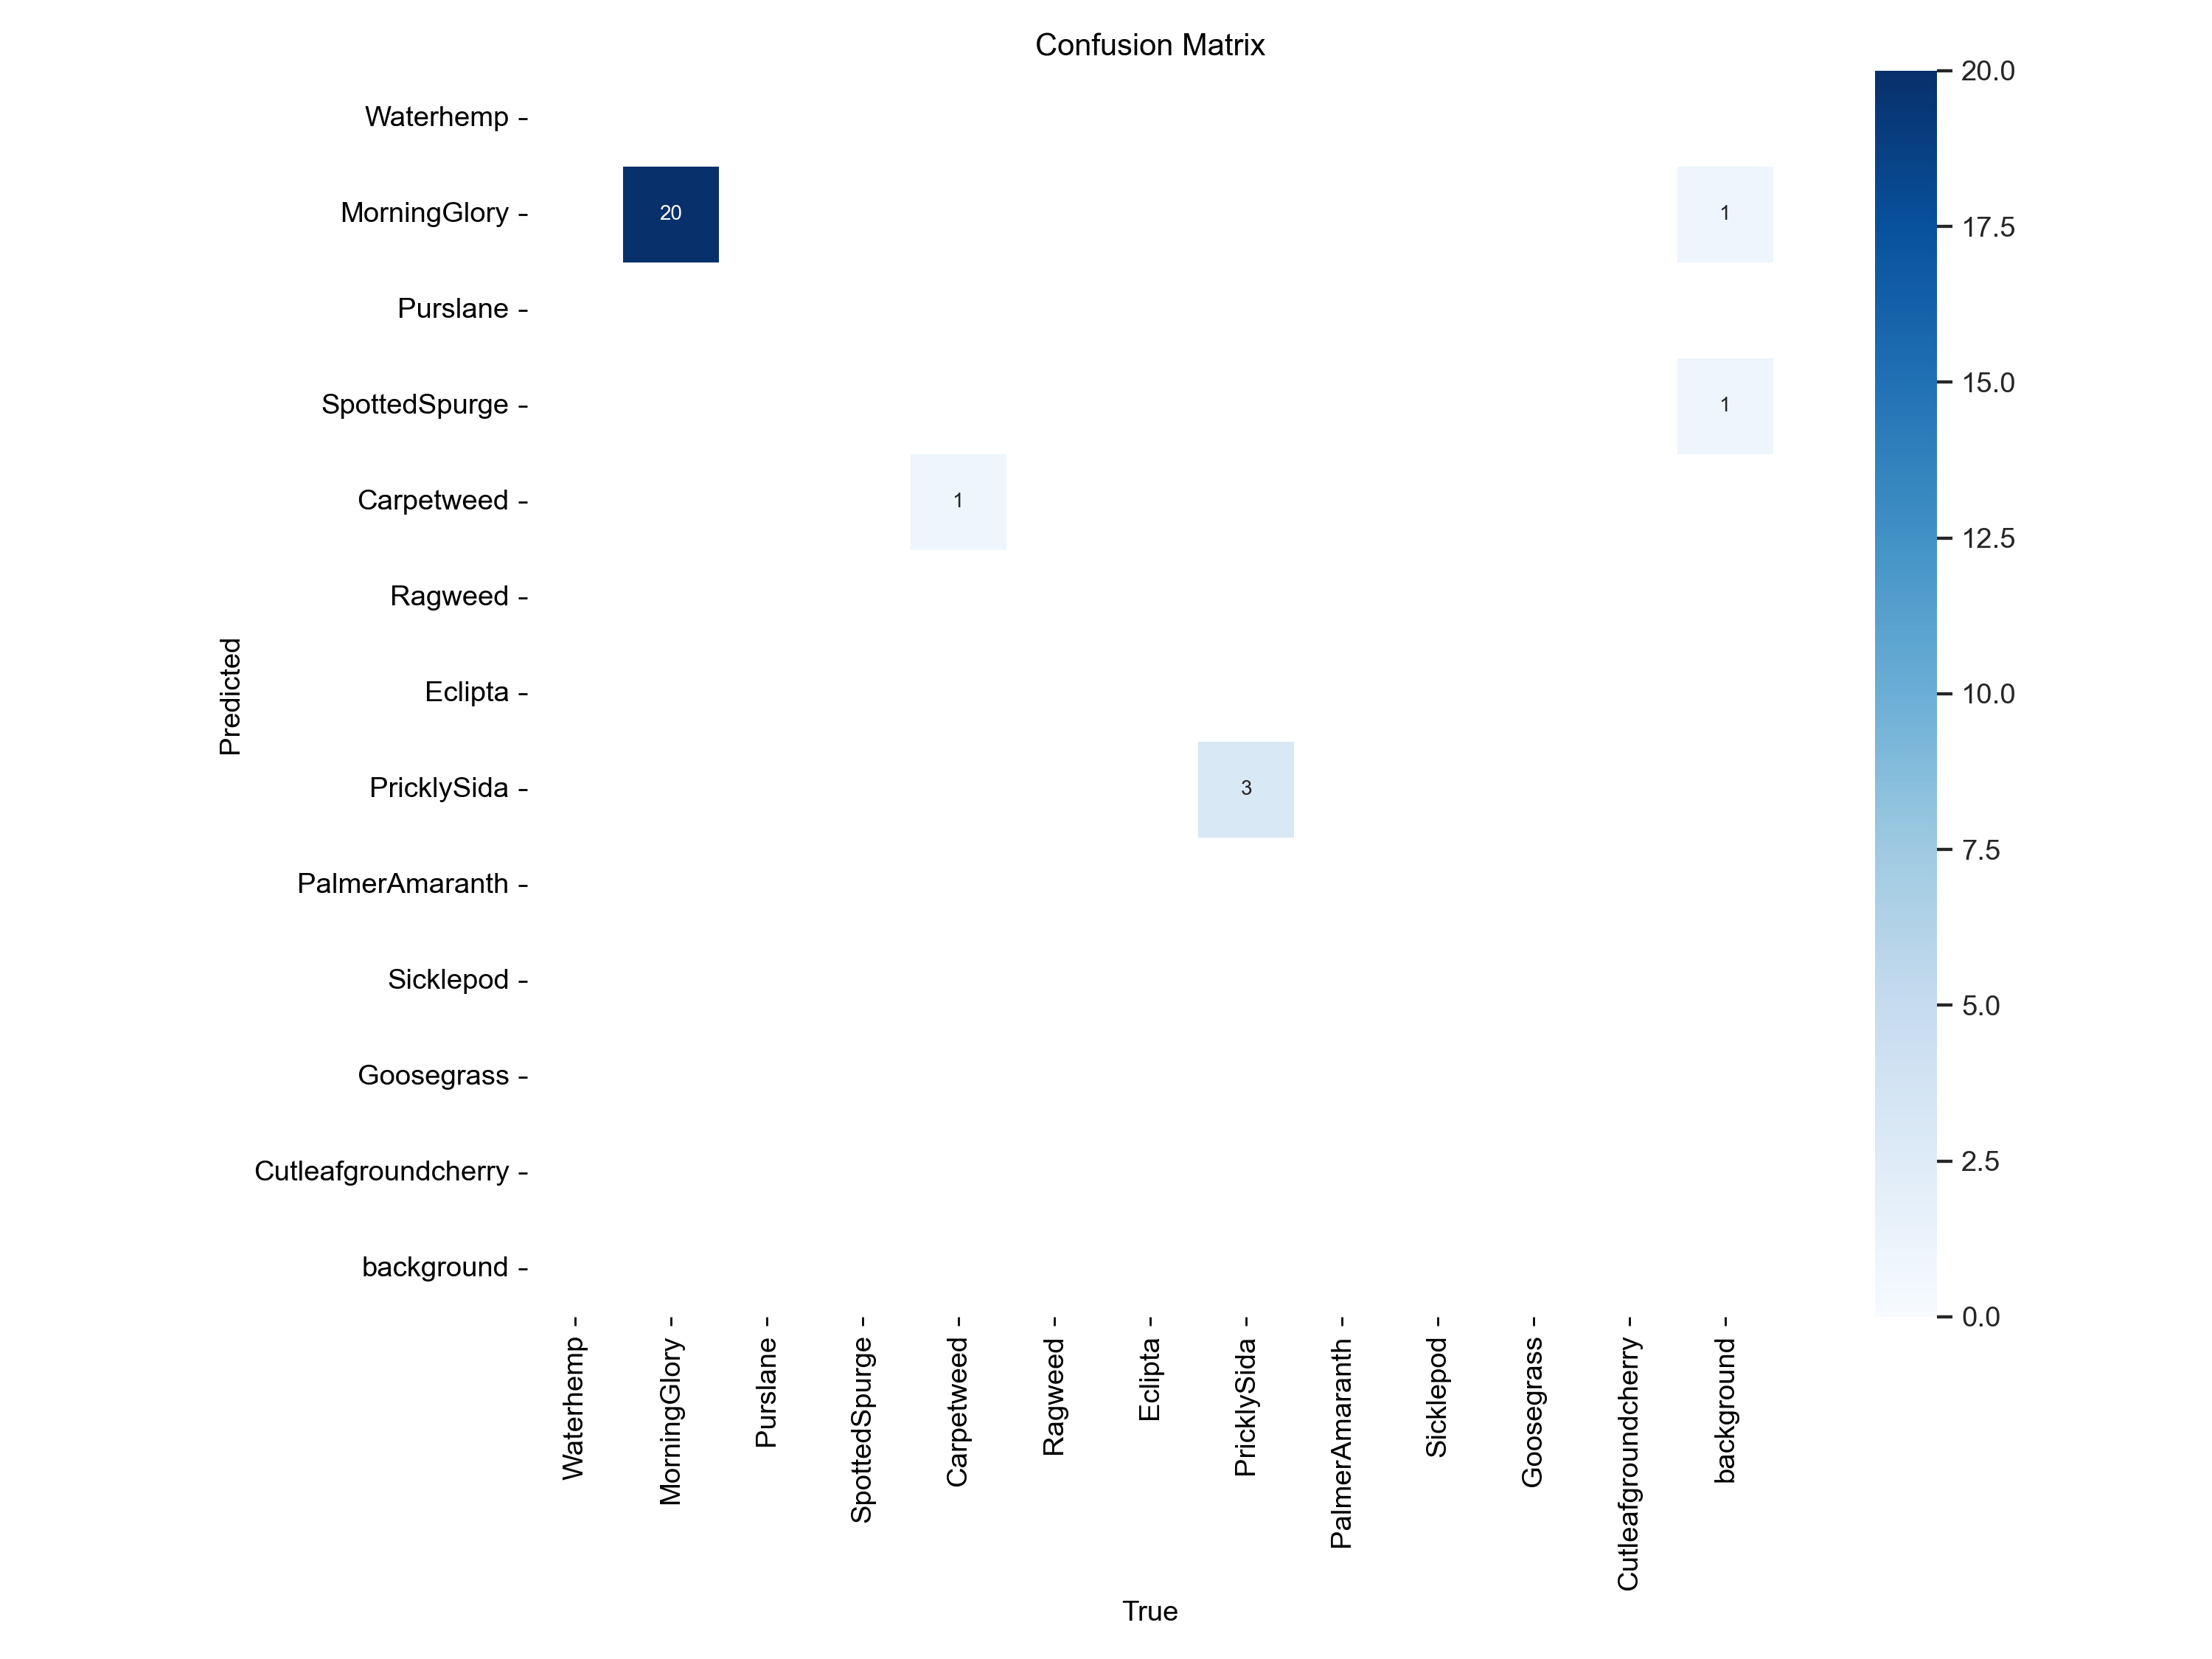 Confusion Matrix
Waterhemp
MorningGlory
Purslane
SpottedSpurge
Carpetweed
Ragweed
Eclipta
PricklySida
PalmerAmaranth
Sicklepod
Goosegrass
Cutleafgroundcherry
background
Predicted
20
1
1
1
3
Waterhemp
MorningGlory
Purslane
SpottedSpurge
Carpetweed
Ragweed
Eclipta
PricklySida
PalmerAmaranth
Sicklepod
Goosegrass
Cutleafgroundcherry
background
True
20.0
17.5
15.0
12.5
10.0
7.5
5.0
2.5
0.0